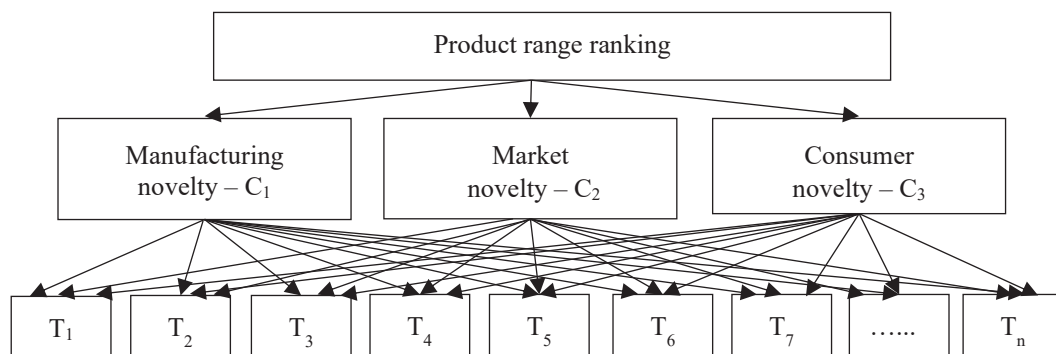 Product range ranking
Manufacturing
novelty – C₁
Market
novelty – C₂
Consumer
novelty – C₃
T₁
T₂
T₃
T₄
T₅
T₆
T₇
…...
Tₙ